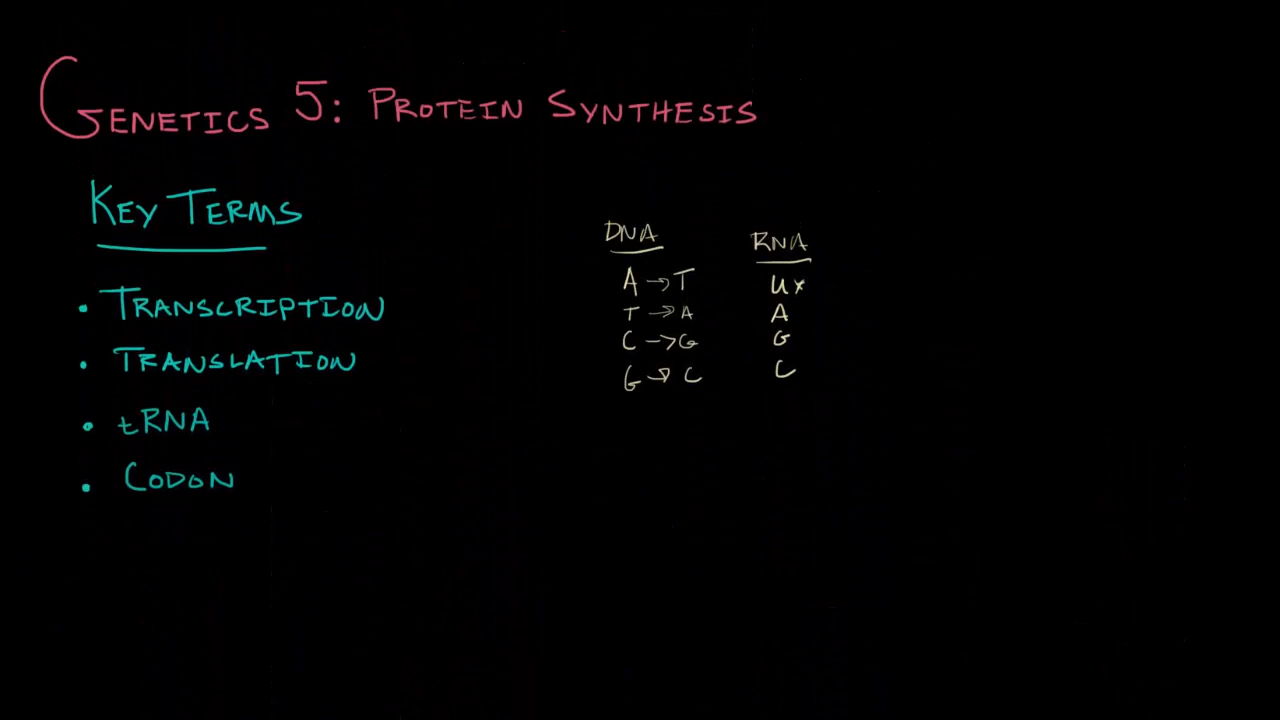 GENETICS 5: PROTEIN SYNTHESIS
KEY TERMS
• TRANSCRIPTION
• TRANSLATION
• tRNA
• CODON
DNA RNA
A → T U x
T → A A
C → G G
G → C C